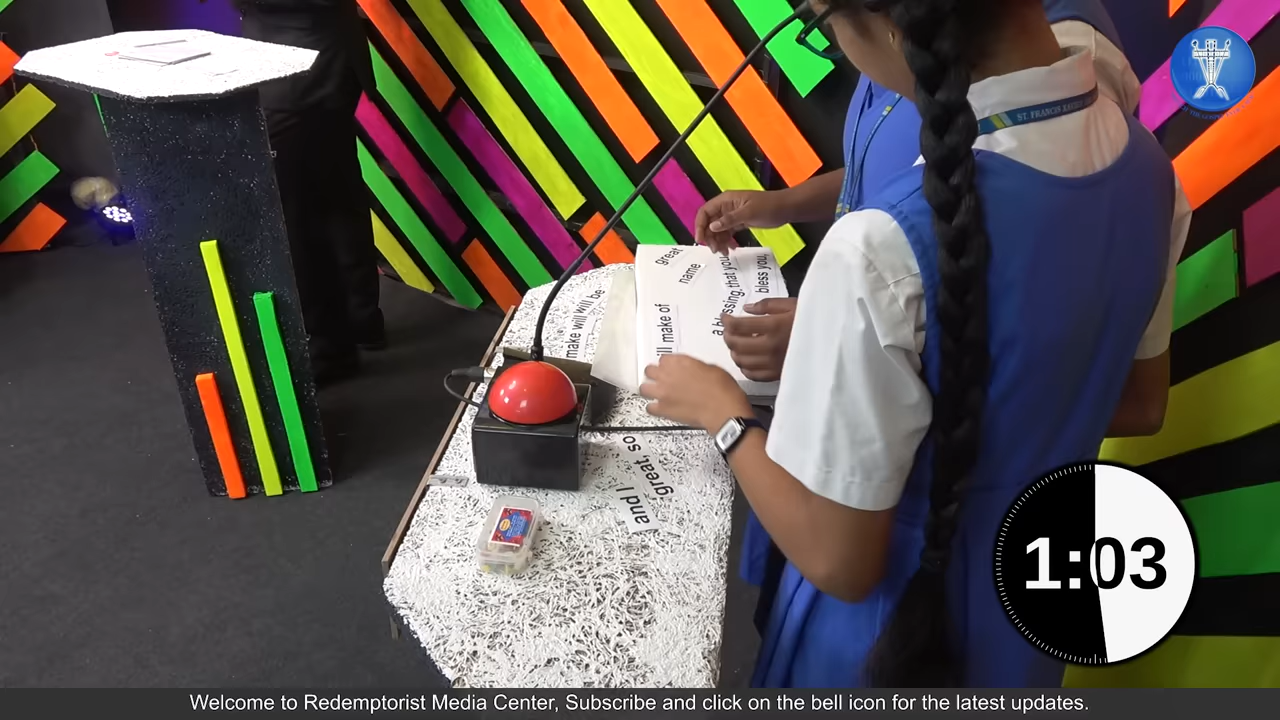 ST. FRANCIS XAVIER
great
name
a blessing, that you
bless you,
make will will be
ill make of
and I great, so
1:03
Welcome to Redemptorist Media Center, Subscribe and click on the bell icon for the latest updates.